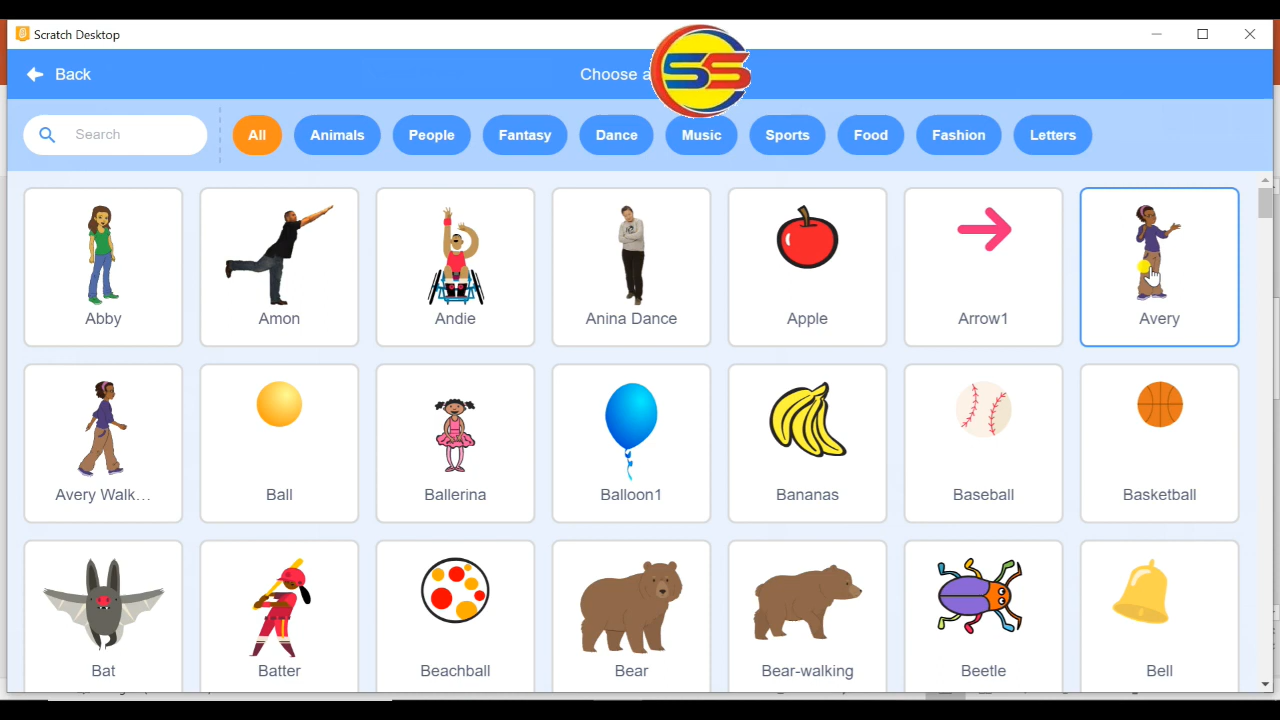 Scratch Desktop
Back
Choose a
SS
Search
All
Animals
People
Fantasy
Dance
Music
Sports
Food
Fashion
Letters
Abby
Amon
Andie
Anina Dance
Apple
Arrow1
Avery
Avery Walk...
Ball
Ballerina
Balloon1
Bananas
Baseball
Basketball
Bat
Batter
Beachball
Bear
Bear-walking
Beetle
Bell